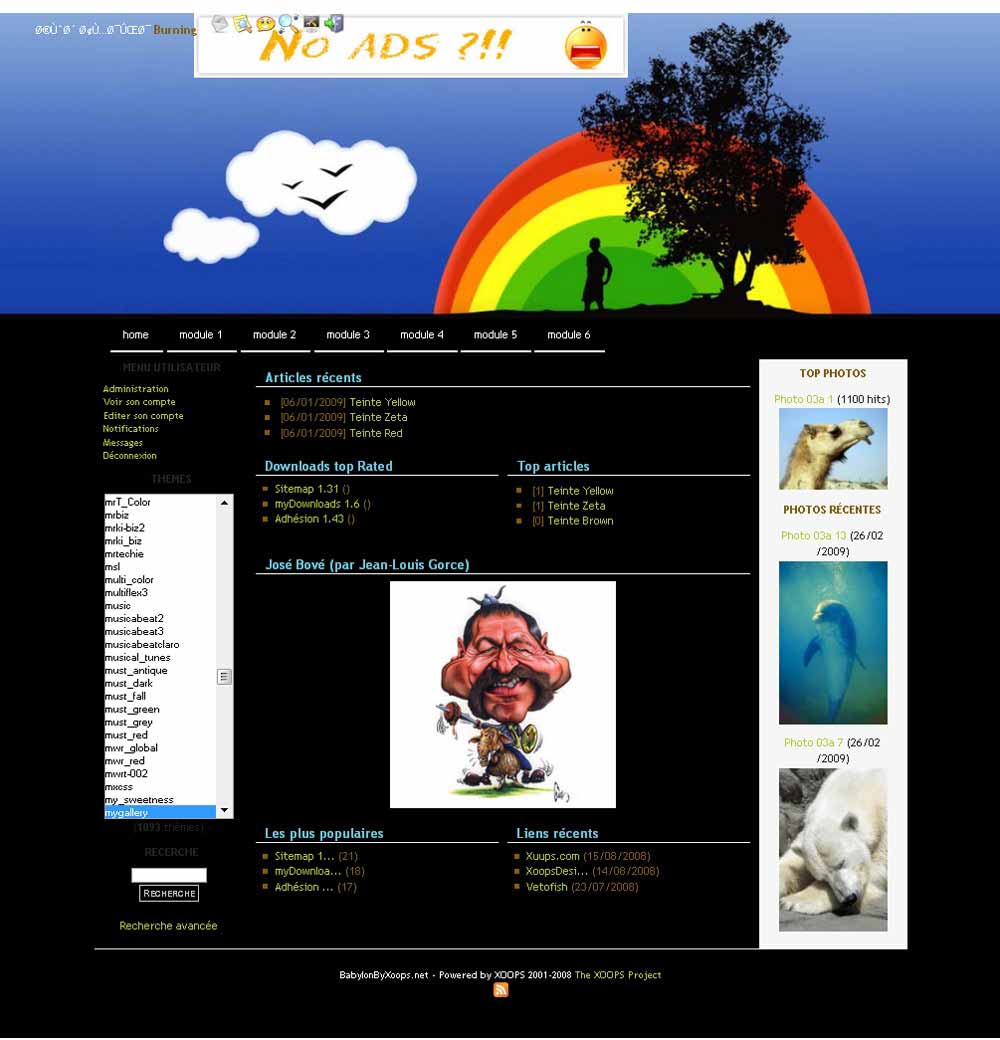 Burning
No ads ?!!
home module 1 module 2 module 3 module 4 module 5 module 6
MENU UTILISATEUR
Administration
Voir son compte
Editer son compte
Notifications
Messages
Déconnexion
THEMES
mrT_Color
mrbiz
mrki-biz2
mrki_biz
mrtechie
msl
multi_color
multiflex3
music
musicabeat2
musicabeat3
musicabeatclaro
musical_tunes
must_antique
must_dark
must_fall
must_green
must_grey
must_red
mwr_global
mwr_red
mwrt-002
mxcss
my_sweetness
mygallery
(1093 thèmes)
RECERCHE
Recherche
Recherche avancée
Articles récents
[06/01/2009] Teinte Yellow
[06/01/2009] Teinte Zeta
[06/01/2009] Teinte Red
Downloads top Rated
Sitemap 1.31 ()
myDownloads 1.6 ()
Adhésion 1.43 ()
Top articles
[1] Teinte Yellow
[1] Teinte Zeta
[0] Teinte Brown
José Bové (par Jean-Louis Gorce)
Les plus populaires
Sitemap 1... (21)
myDownloa... (18)
Adhésion ... (17)
Liens récents
Xuups.com (15/08/2008)
XoopsDesi... (14/08/2008)
Vetofish (23/07/2008)
TOP PHOTOS
Photo 03a 1 (1100 hits)
PHOTOS RÉCENTES
Photo 03a 13 (26/02
/2009)
Photo 03a 7 (26/02
/2009)
BabylonByXoops.net - Powered by XOOPS 2001-2008 The XOOPS Project